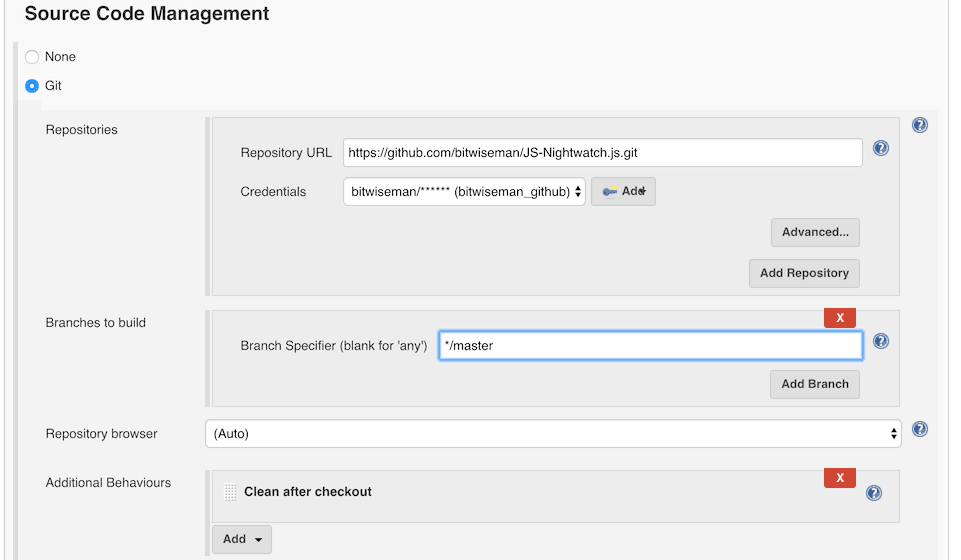 Source Code Management
None
Git
Repositories
Repository URL https://github.com/bitwiseman/JS-Nightwatch.js.git
Credentials bitwiseman/****** (bitwiseman_github) Add
Advanced...
Add Repository
Branches to build
X
Branch Specifier (blank for 'any') */master
Add Branch
Repository browser (Auto)
Additional Behaviours
X
Clean after checkout
Add